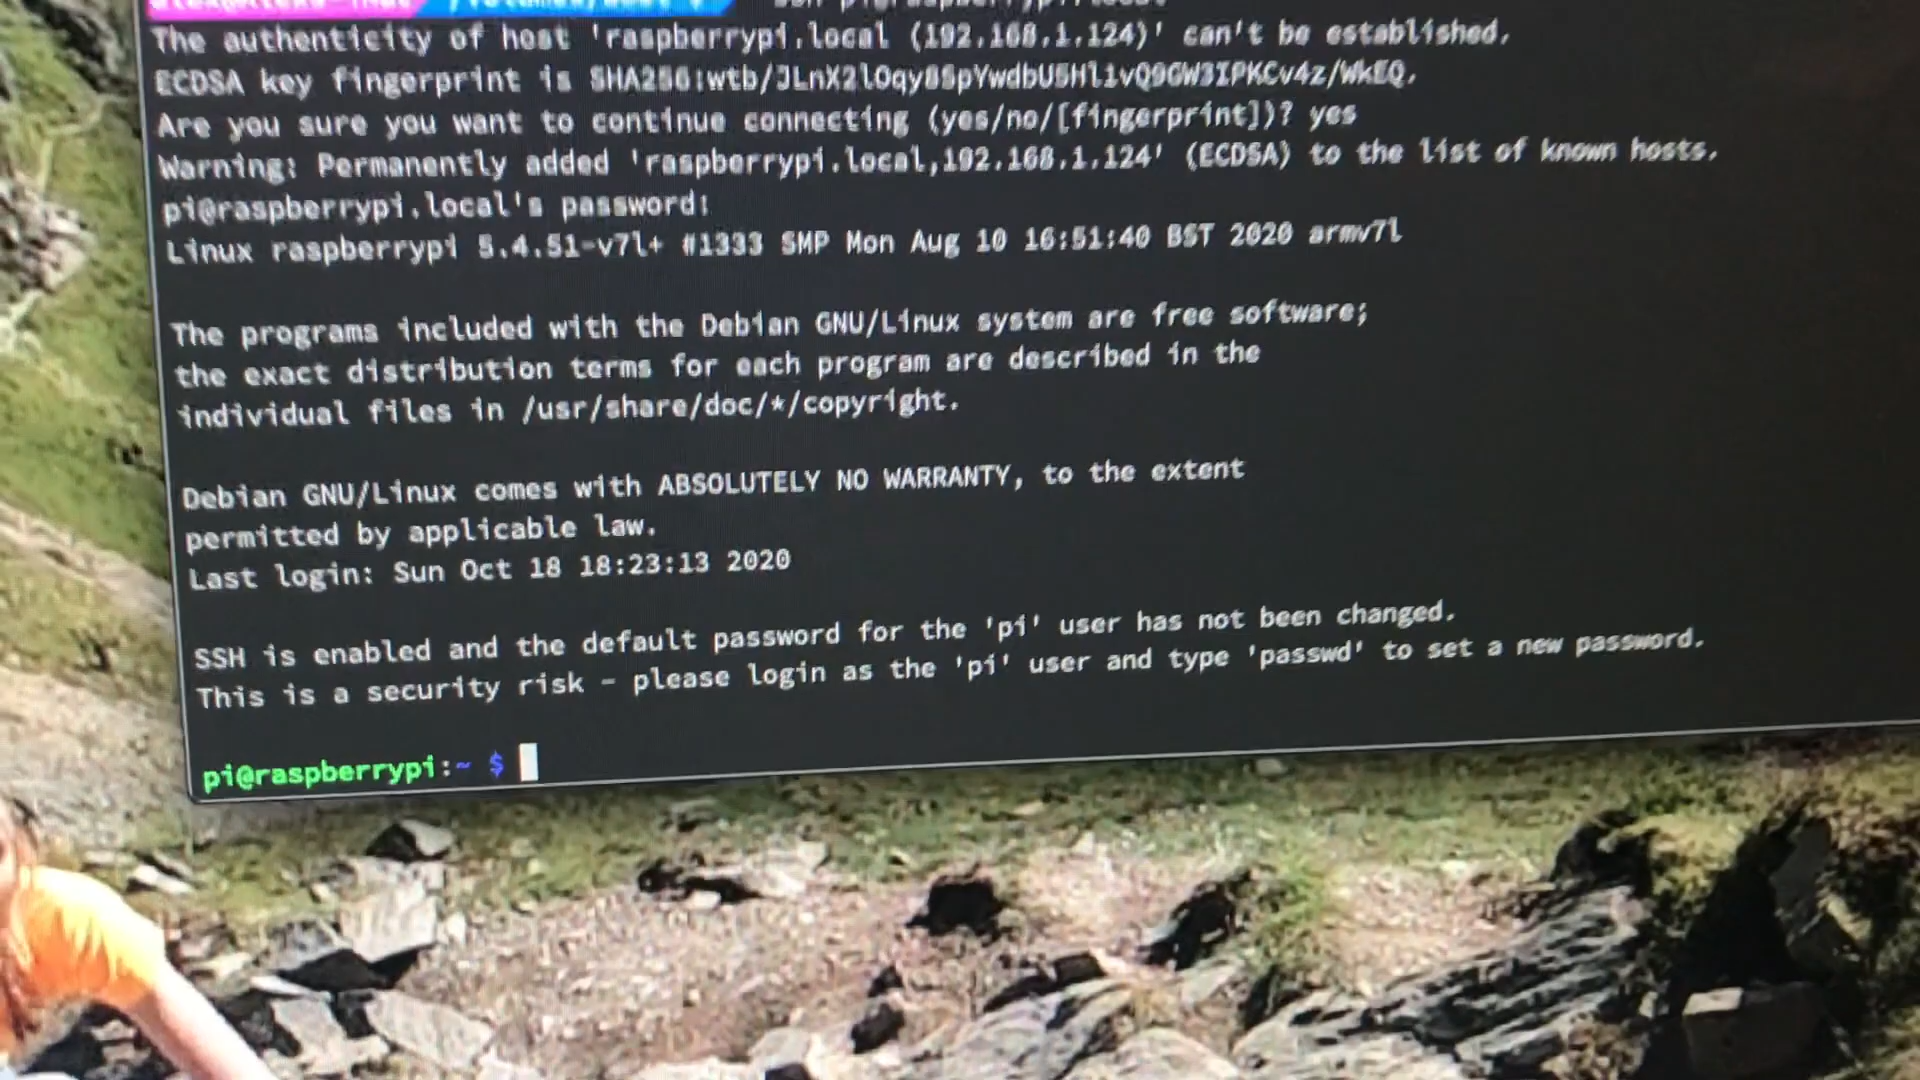 The authenticity of host 'raspberrypi.local (192.168.1.124)' can't be established.
ECDSA key fingerprint is
Are you sure you want to continue connecting (yes/no/[fingerprint])? yes
Warning: Permanently added 'raspberrypi.local,192.168.1.124' (ECDSA) to the list of known hosts.
pi@raspberrypi.local's password:
Linux raspberrypi 5.4.51-v7l+ #1333 SMP Mon Aug 10 16:51:40 BST 2020 armv7l
The programs included with the Debian GNU/Linux system are free software;
the exact distribution terms for each program are described in the
individual files in /usr/share/doc/*/copyright.
Debian GNU/Linux comes with ABSOLUTELY NO WARRANTY, to the extent
permitted by applicable law.
Last login: Sun Oct 18 18:23:13 2020
SSH is enabled and the default password for the 'pi' user has not been changed.
This is a security risk - please login as the 'pi' user and type 'passwd' to set a new password.
pi@raspberrypi:~ $